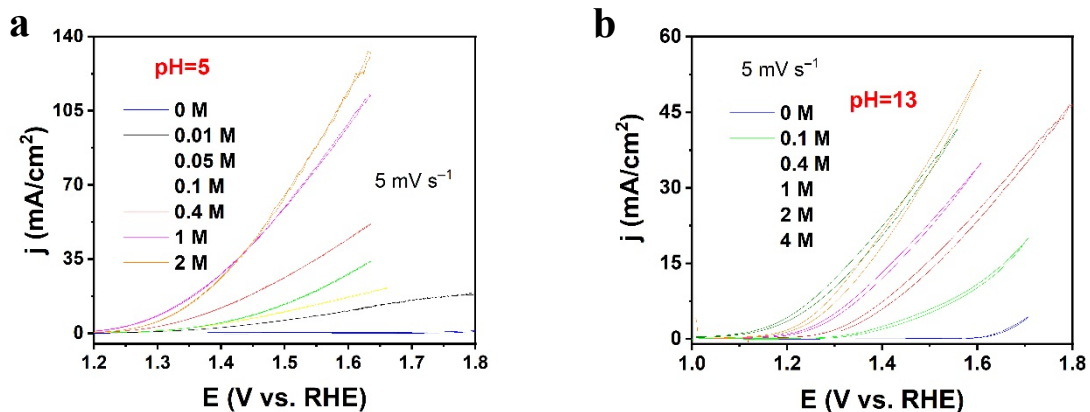 a
140
105
70
35
0
j (mA/cm²)
pH=5
0 M
0.01 M
0.05 M
0.1 M
0.4 M
1 M
2 M
5 mV s⁻¹
1.2 1.3 1.4 1.5 1.6 1.7 1.8
E (V vs. RHE)
b
60
45
30
15
0
j (mA/cm²)
5 mV s⁻¹
pH=13
0 M
0.1 M
0.4 M
1 M
2 M
4 M
1.0 1.2 1.4 1.6 1.8
E (V vs. RHE)